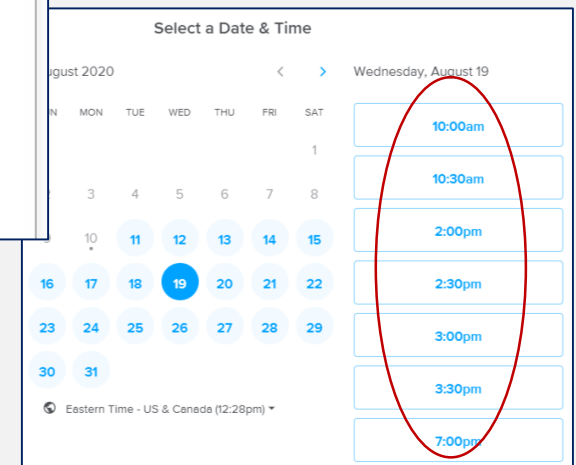 Select a Date & Time
gust 2020 < >
N MON TUE WED THU FRI SAT
1
3 4 5 6 7 8
10 11 12 13 14 15
16 17 18 19 20 21 22
23 24 25 26 27 28 29
30 31
Eastern Time - US & Canada (12:28pm)
Wednesday, August 19
10:00am
10:30am
2:00pm
2:30pm
3:00pm
3:30pm
7:00pm